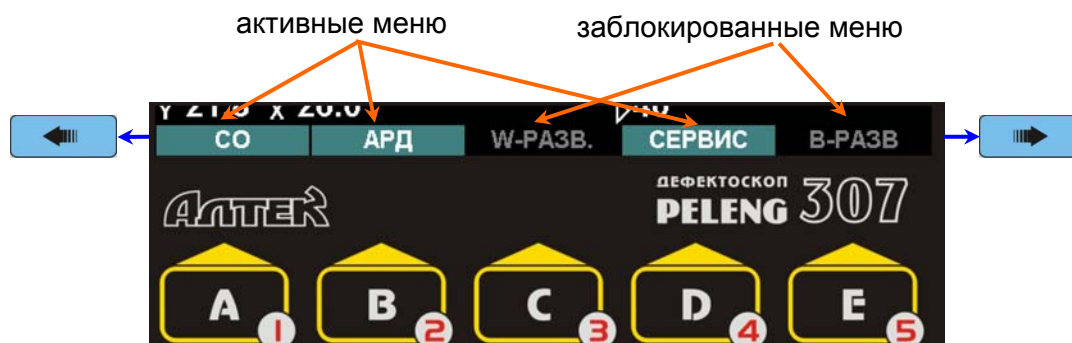 активные меню
заблокированные меню
СО АРД W-РАЗВ. СЕРВИС В-РАЗВ
АЛТЕК
ДЕФЕКТОСКОП
PELENG 307
A B C D E
1 2 3 4 5